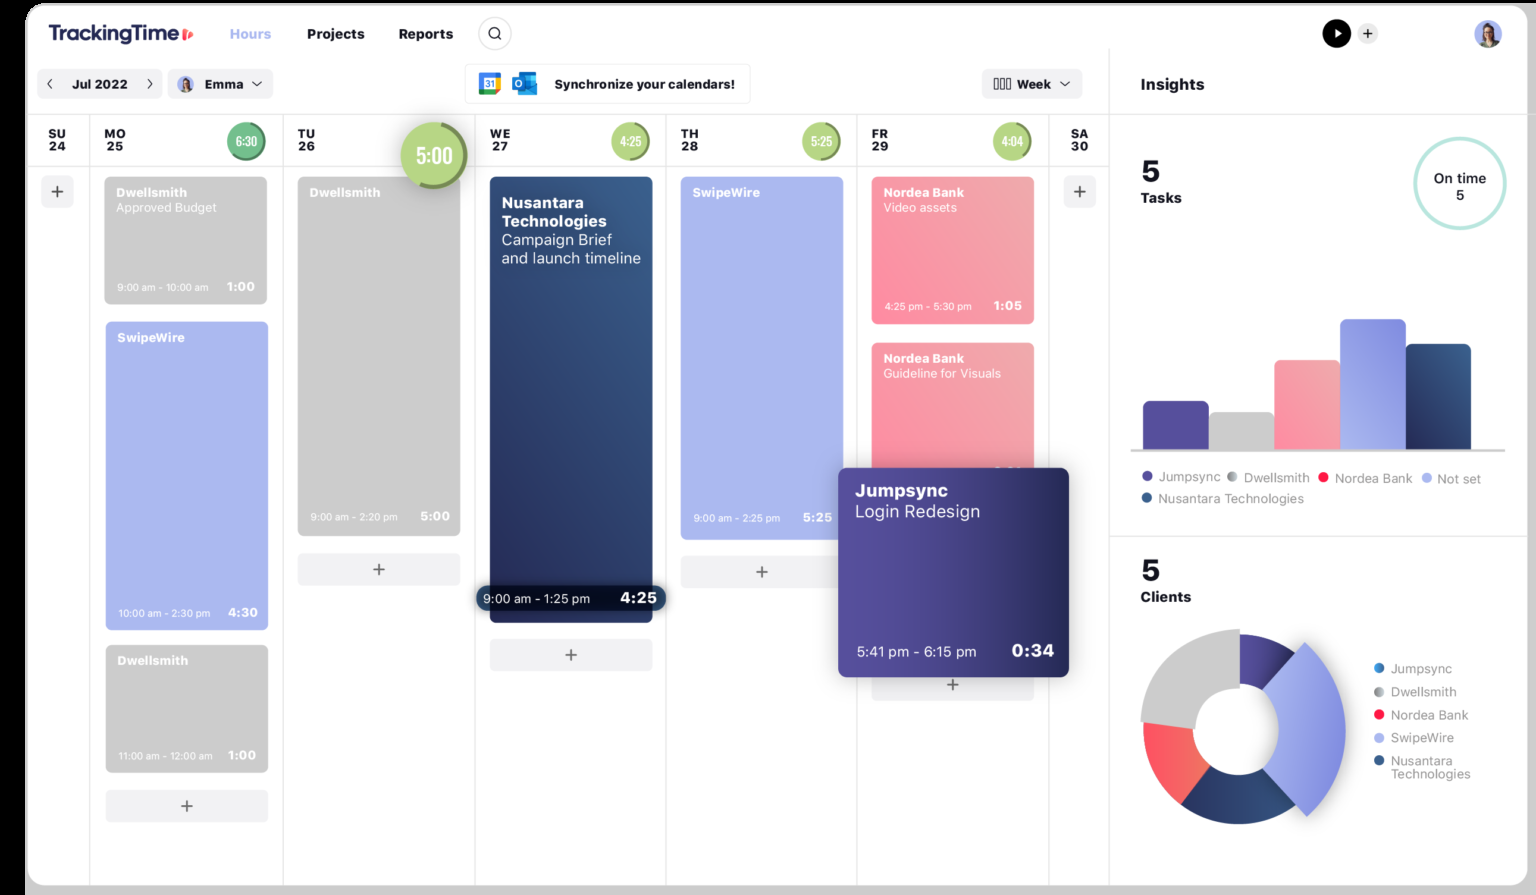 TrackingTime
Hours
Projects
Reports
Jul 2022
Emma
31
Synchronize your calendars!
Week
Insights
SU
24
MO
25
6:30
TU
26
5:00
WE
27
4:25
TH
28
5:25
FR
29
4:04
SA
30
Dwellsmith
Approved Budget
9:00 am - 10:00 am 1:00
SwipeWire
10:00 am - 2:30 pm 4:30
Dwellsmith
11:00 am - 12:00 am 1:00
Dwellsmith
9:00 am - 2:20 pm 5:00
Nusantara
Technologies
Campaign Brief
and launch timeline
9:00 am - 1:25 pm 4:25
SwipeWire
9:00 am - 2:25 pm 5:25
Nordea Bank
Video assets
4:25 pm - 5:30 pm 1:05
Nordea Bank
Guideline for Visuals
Jumpsync
Login Redesign
5:41 pm - 6:15 pm 0:34
5
Tasks
On time
5
Jumpsync Dwellsmith Nordea Bank Not set
Nusantara Technologies
5
Clients
Jumpsync
Dwellsmith
Nordea Bank
SwipeWire
Nusantara
Technologies